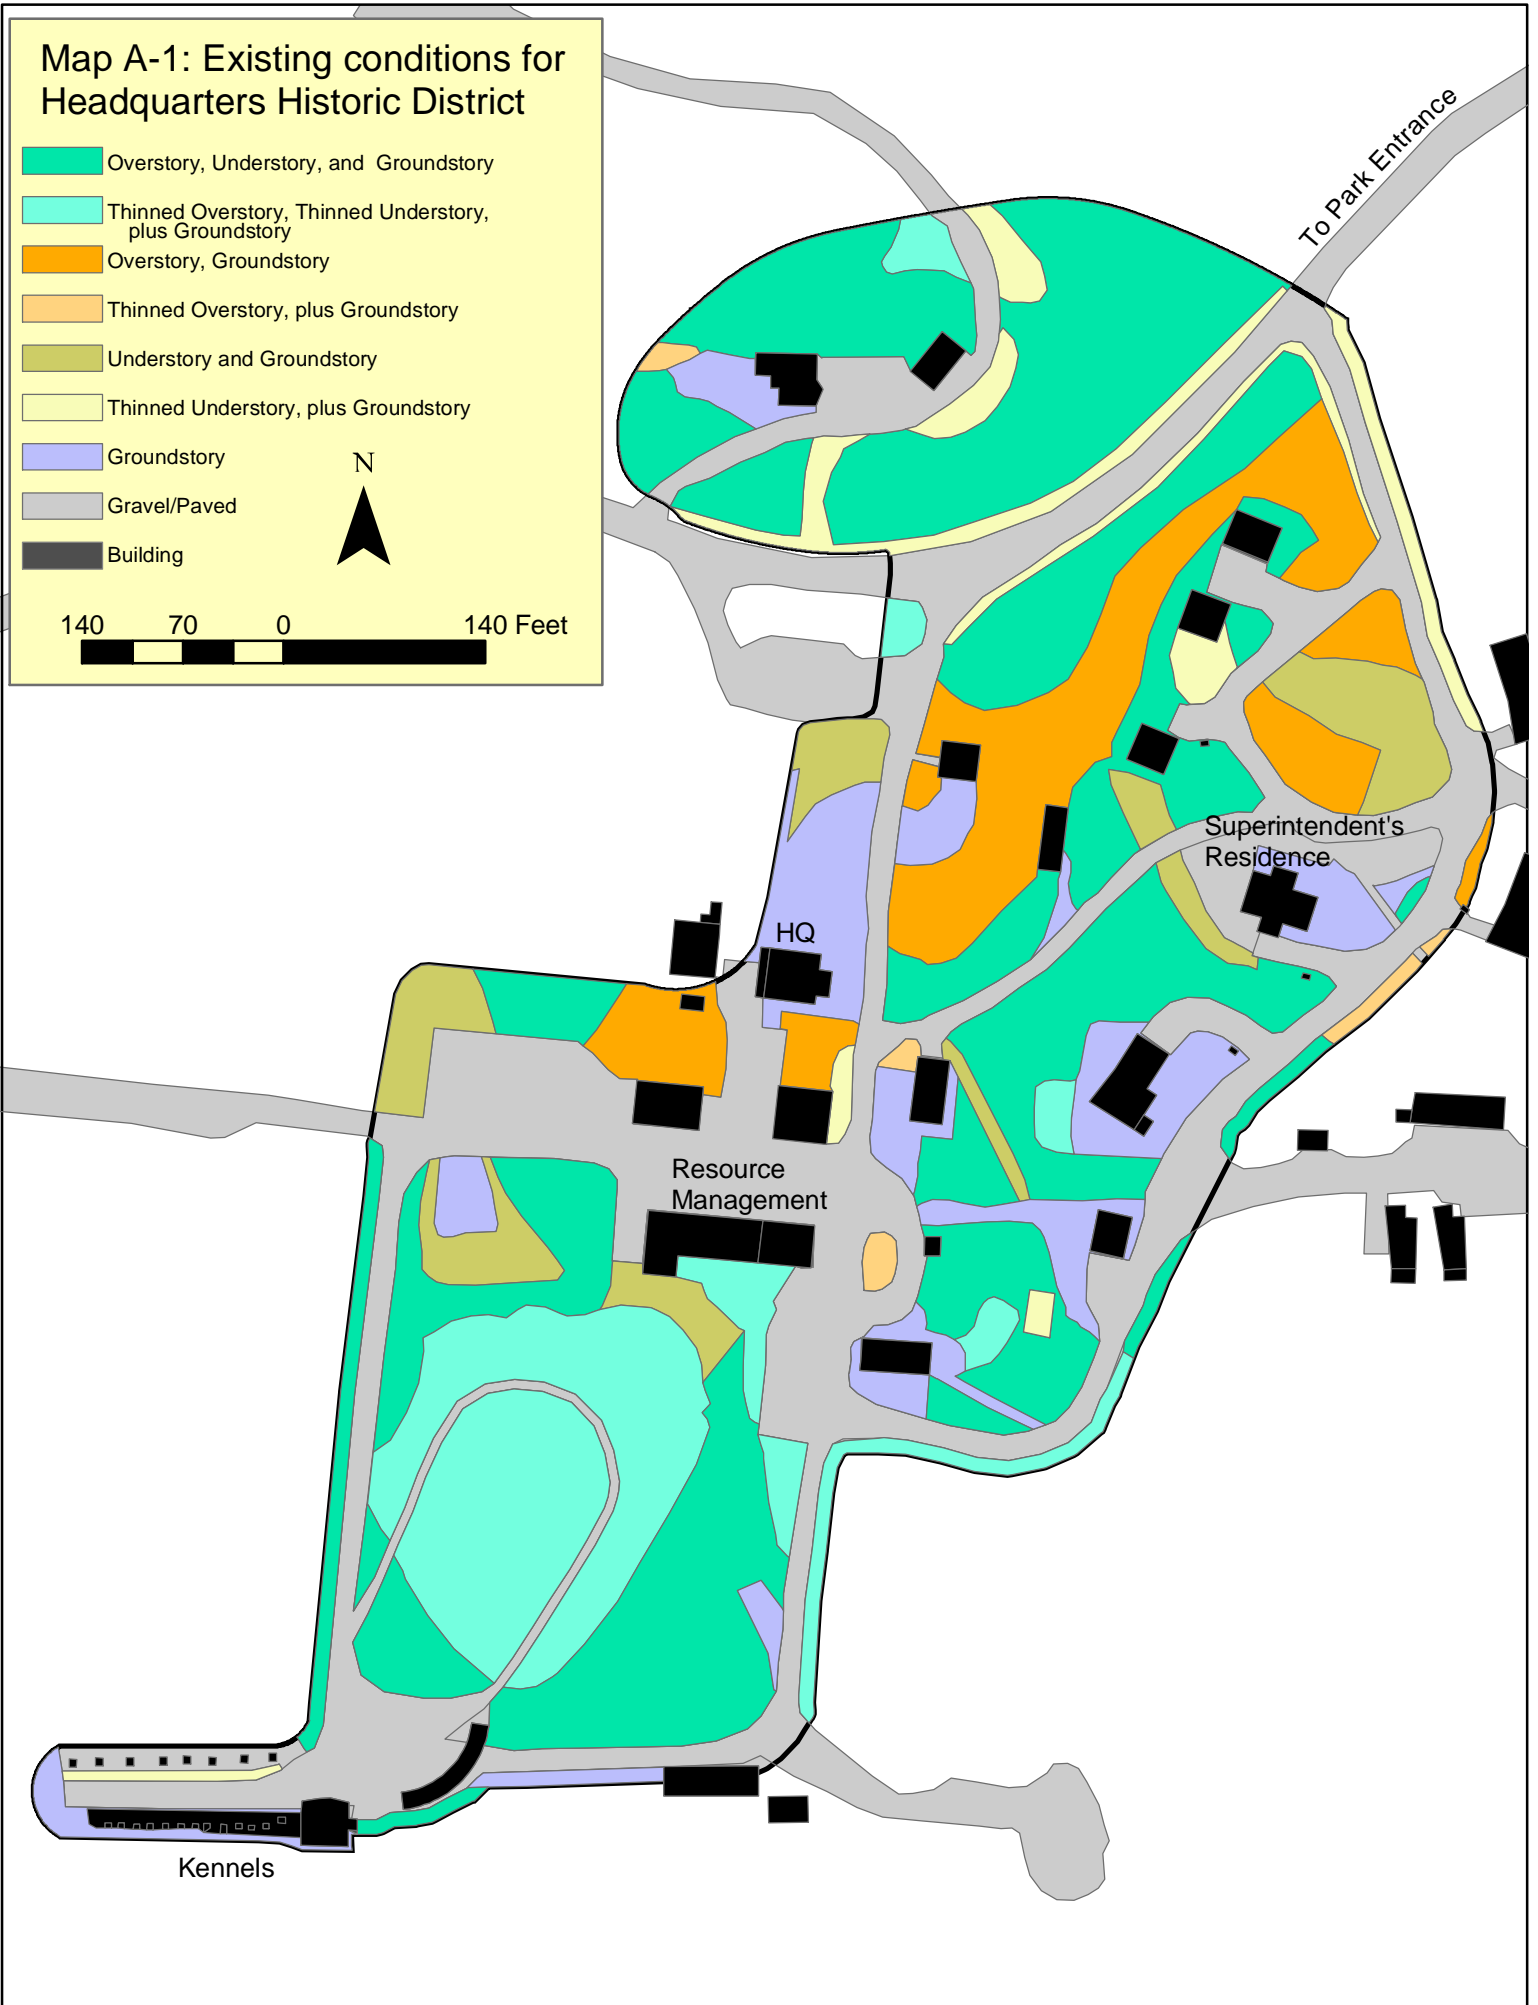 Map A-1: Existing conditions for
Headquarters Historic District
Overstory, Understory, and Groundstory
Thinned Overstory, Thinned Understory,
plus Groundstory
Overstory, Groundstory
Thinned Overstory, plus Groundstory
Understory and Groundstory
Thinned Understory, plus Groundstory
Groundstory
Gravel/Paved
Building
N
140 70 0 140 Feet
To Park Entrance
Superintendent's
Residence
HQ
Resource
Management
Kennels